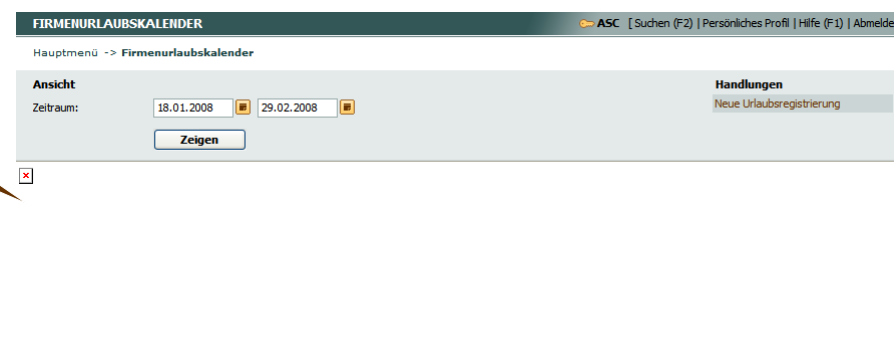 FIRMENURLAUBSKALENDER ASC [ Suchen (F2) | Persönliches Profil | Hilfe (F1) | Abmelde
Hauptmenü -> Firmenurlaubskalender
Ansicht Handlungen
Zeitraum: 18.01.2008 29.02.2008 Neue Urlaubsregistrierung
Zeigen